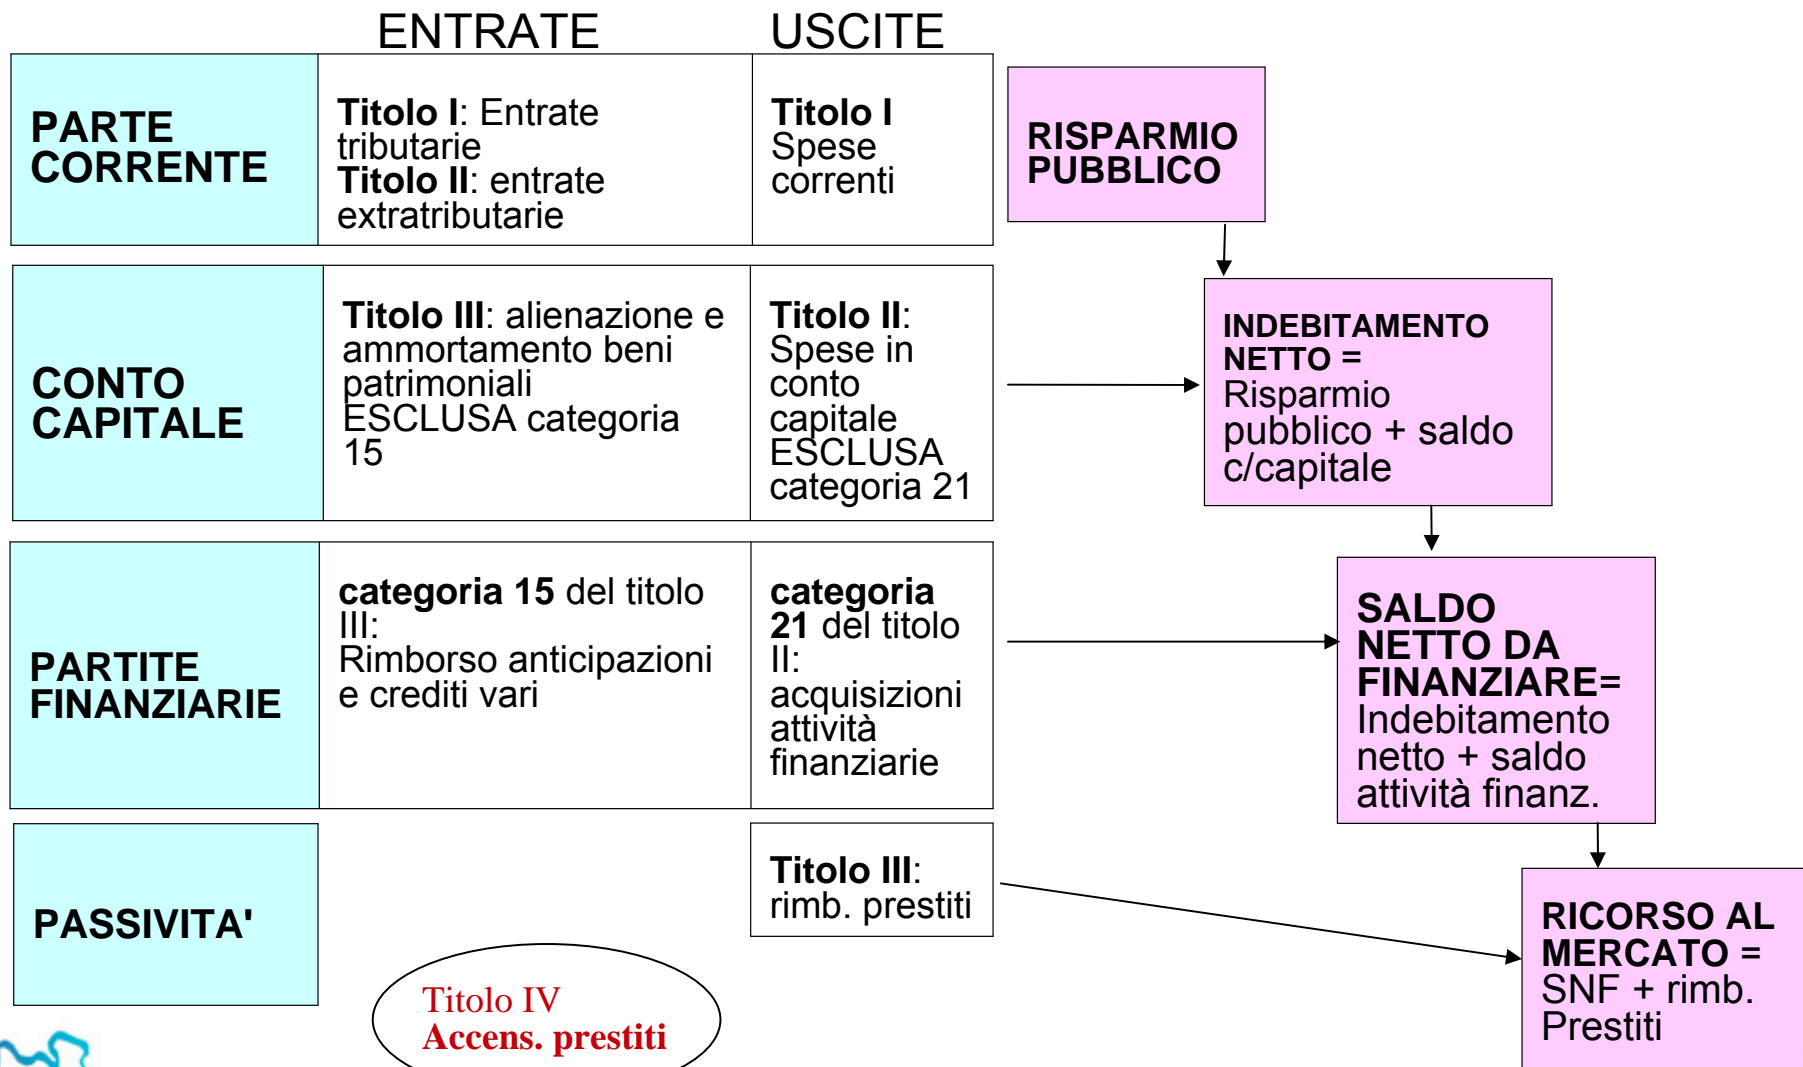 ENTRATE
USCITE
PARTE
CORRENTE
Titolo I: Entrate
tributarie
Titolo II: entrate
extratributarie
Titolo I
Spese
correnti
RISPARMIO
PUBBLICO
CONTO
CAPITALE
Titolo III: alienazione e
ammortamento beni
patrimoniali
ESCLUSA categoria
15
Titolo II:
Spese in
conto
capitale
ESCLUSA
categoria 21
INDEBITAMENTO
NETTO =
Risparmio
pubblico + saldo
c/capitale
PARTITE
FINANZIARIE
categoria 15 del titolo
III:
Rimborso anticipazioni
e crediti vari
categoria
21 del titolo
II:
acquisizioni
attività
finanziarie
SALDO
NETTO DA
FINANZIARE=
Indebitamento
netto + saldo
attività finanz.
PASSIVITA'
Titolo III:
rimb. prestiti
Titolo IV
Accens. prestiti
RICORSO AL
MERCATO =
SNF + rimb.
Prestiti